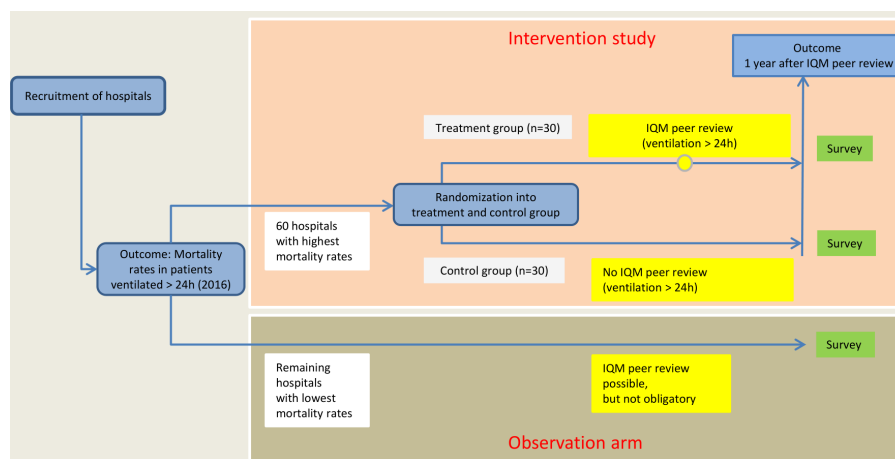 Intervention study
Outcome
1 year after IQM peer review
Recruitment of hospitals
Treatment group (n=30)
IQM peer review
(ventilation > 24h)
Survey
Randomization into
treatment and control group
60 hospitals
with highest
mortality rates
Survey
Outcome: Mortality
rates in patients
ventilated > 24h (2016)
Control group (n=30)
No IQM peer review
(ventilation > 24h)
Survey
Remaining
hospitals
with lowest
mortality rates
IQM peer review
possible,
but not obligatory
Observation arm